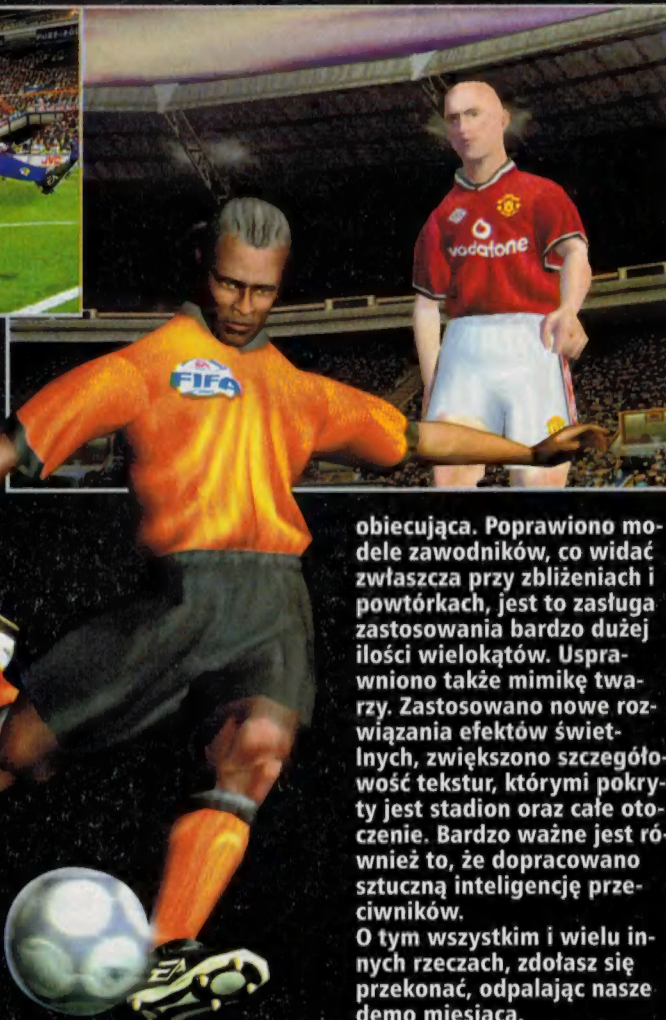 JVC
vodafone
EA
FIFA
obiecująca. Poprawiono mo-
dele zawodników, co widać
zwłaszcza przy zbliżeniach i
powtórkach, jest to zasługa
zastosowania bardzo dużej
ilości wielokątów. Uspra-
wniono także mimikę twa-
rzy. Zastosowano nowe roz-
wiązania efektów świet-
lnych, zwiększono szczegóło-
wość tekstur, którymi pokry-
ty jest stadion oraz całe oto-
czenie. Bardzo ważne jest ró-
wnież to, że dopracowano
sztuczną inteligencję prze-
ciwników.
O tym wszystkim i wielu in-
nych rzeczach, zdołasz się
przekonać, odpalając nasze
demo miesiąca.
EA